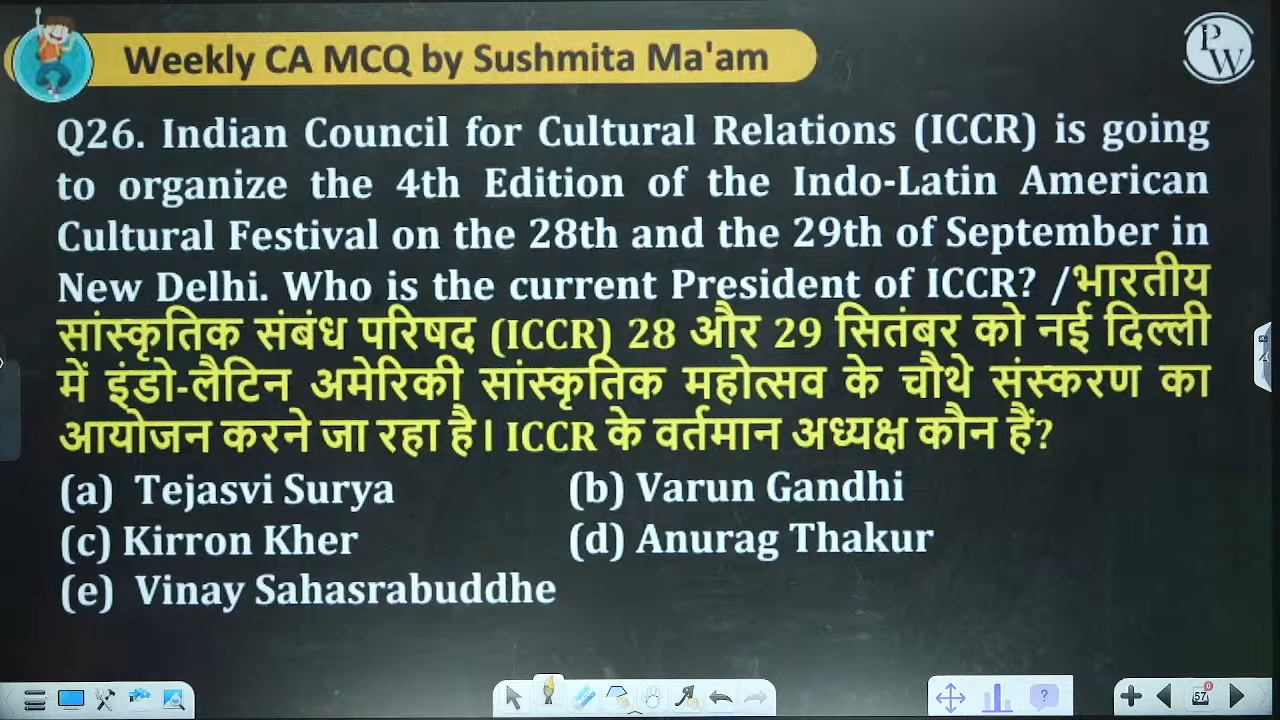 Weekly CA MCQ by Sushmita Ma'am
PW
Q26. Indian Council for Cultural Relations (ICCR) is going
to organize the 4th Edition of the Indo-Latin American
Cultural Festival on the 28th and the 29th of September in
New Delhi. Who is the current President of ICCR? /भारतीय
सांस्कृतिक संबंध परिषद (ICCR) 28 और 29 सितंबर को नई दिल्ली
में इंडो-लैटिन अमेरिकी सांस्कृतिक महोत्सव के चौथे संस्करण का
आयोजन करने जा रहा है। ICCR के वर्तमान अध्यक्ष कौन हैं?
(a) Tejasvi Surya (b) Varun Gandhi
(c) Kirron Kher (d) Anurag Thakur
(e) Vinay Sahasrabuddhe
57 0